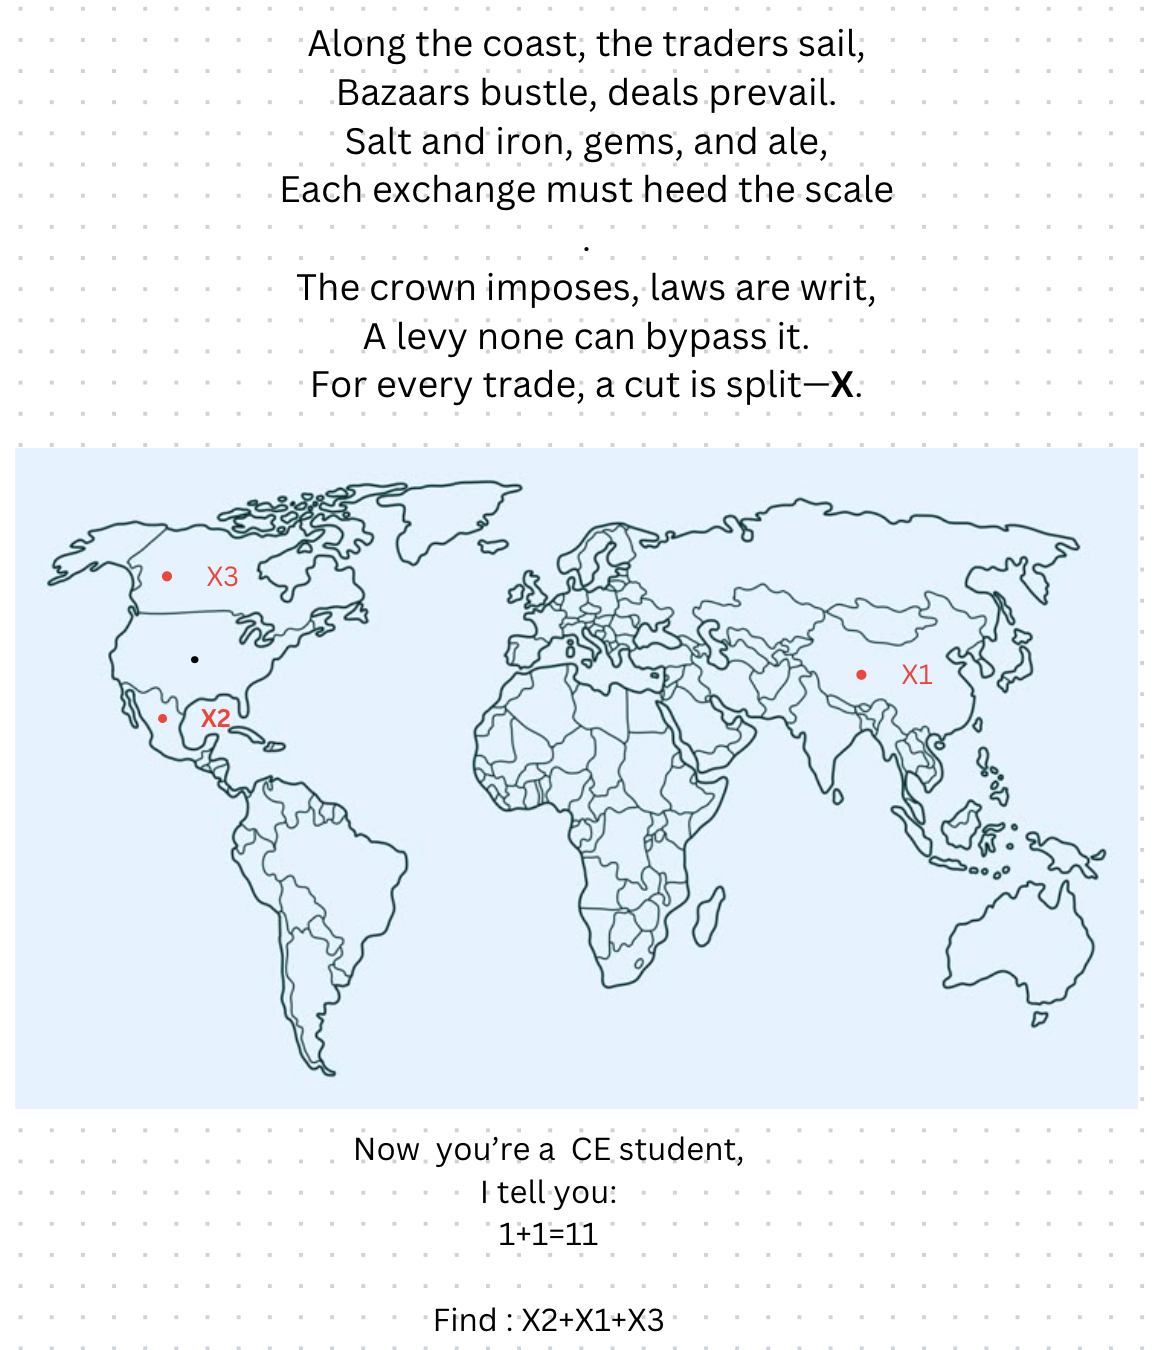 Along the coast, the traders sail,
Bazaars bustle, deals prevail.
Salt and iron, gems, and ale,
Each exchange must heed the scale
.
The crown imposes, laws are writ,
A levy none can bypass it.
For every trade, a cut is split—X.
X3
X1
X2
Now you’re a CE student,
I tell you:
1+1=11
Find : X2+X1+X3